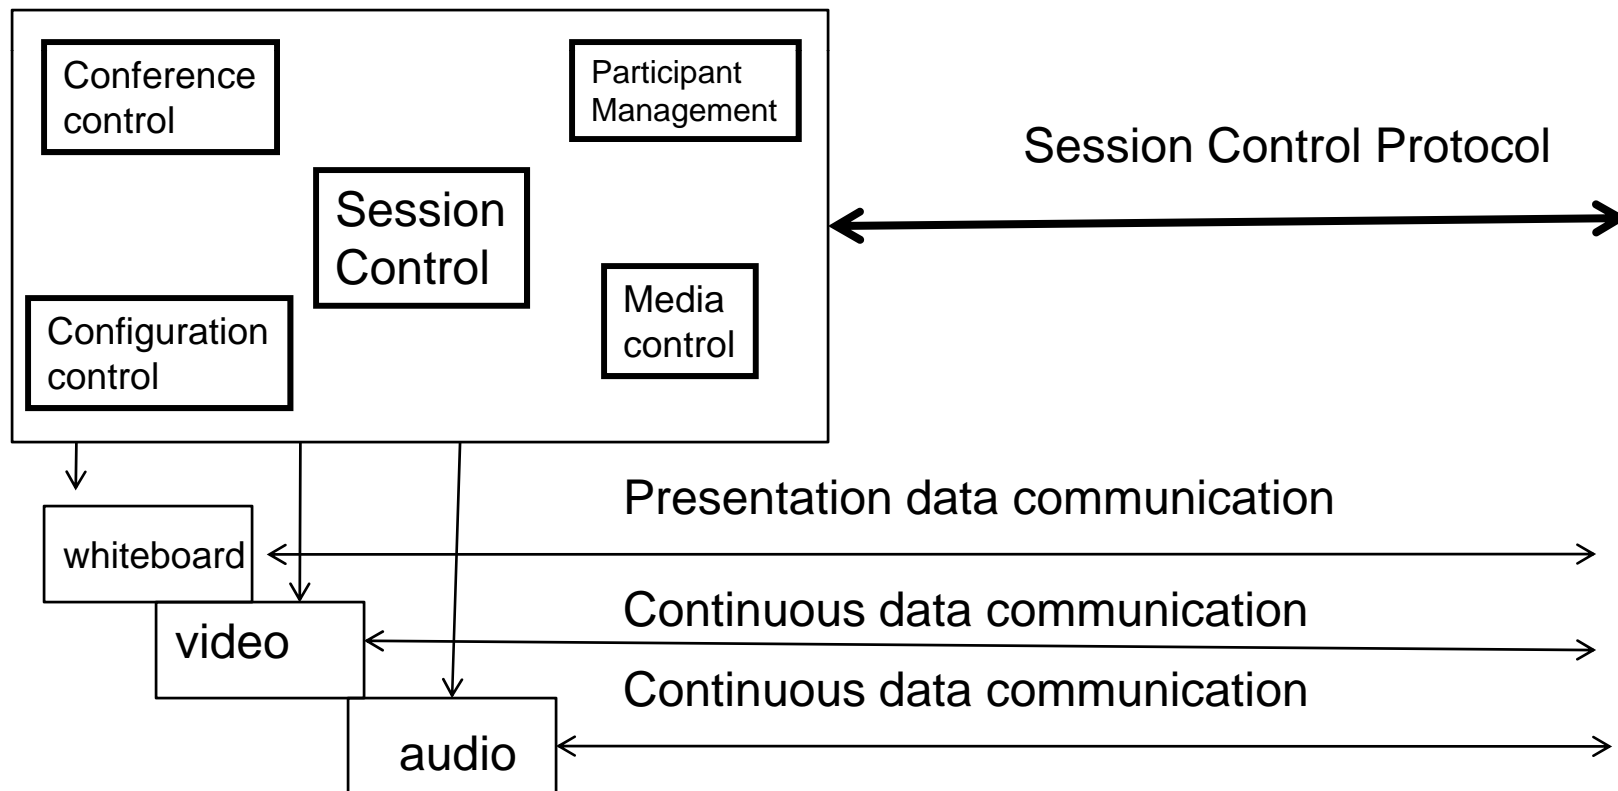 Conference
control
Participant
Management
Session Control Protocol
Session
Control
Media
control
Configuration
control
Presentation data communication
whiteboard
Continuous data communication
video
Continuous data communication
audio